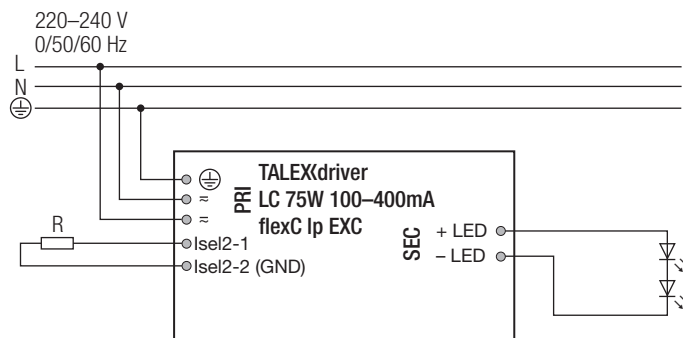 220–240 V
0/50/60 Hz
L
N
PRI
TALEXXdriver
LC 75W 100–400mA
flexC lp EXC
≈
≈
R
Isel2-1
Isel2-2 (GND)
SEC
+ LED
– LED